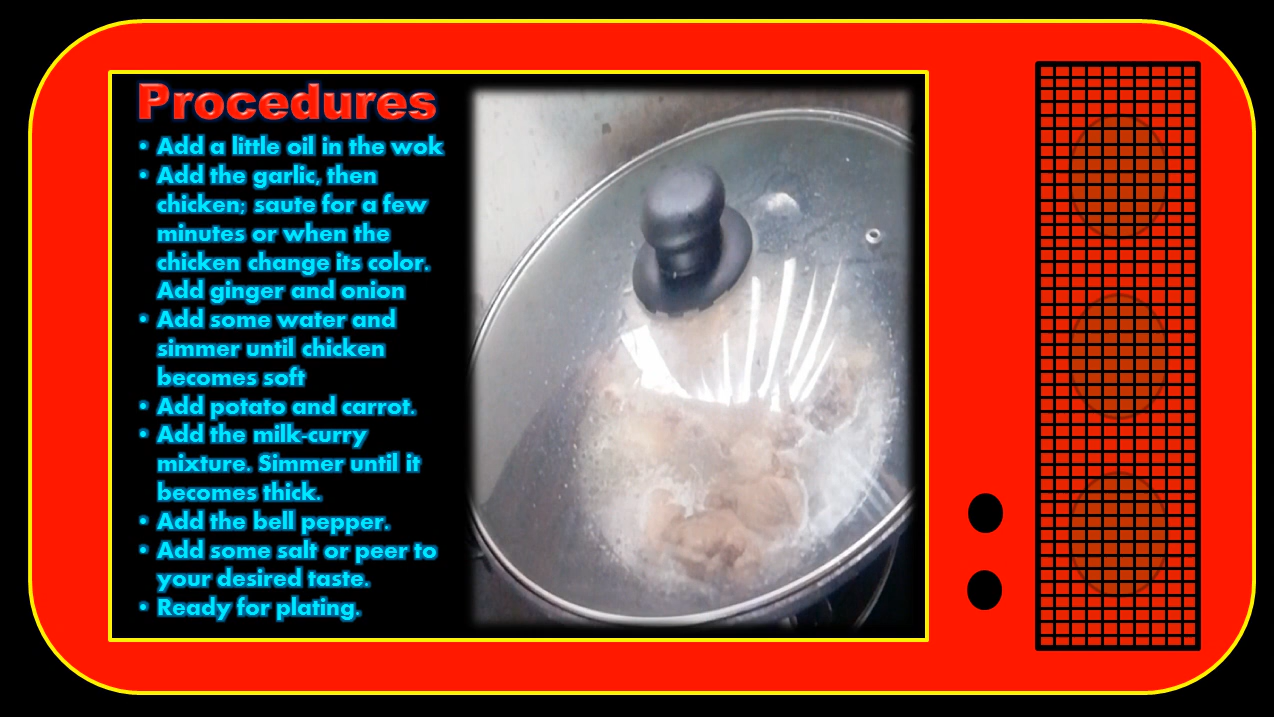 Procedures
• Add a little oil in the wok
• Add the garlic, then
chicken; saute for a few
minutes or when the
chicken change its color.
Add ginger and onion
• Add some water and
simmer until chicken
becomes soft
• Add potato and carrot.
• Add the milk-curry
mixture. Simmer until it
becomes thick.
• Add the bell pepper.
• Add some salt or peer to
your desired taste.
• Ready for plating.